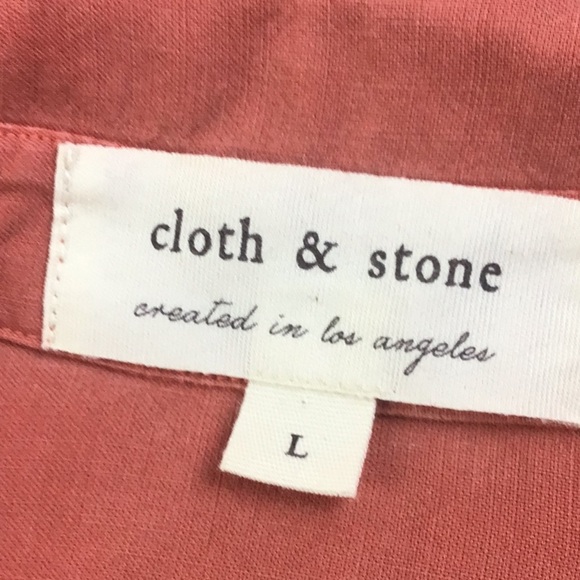 cloth & stone
created in los angeles
L